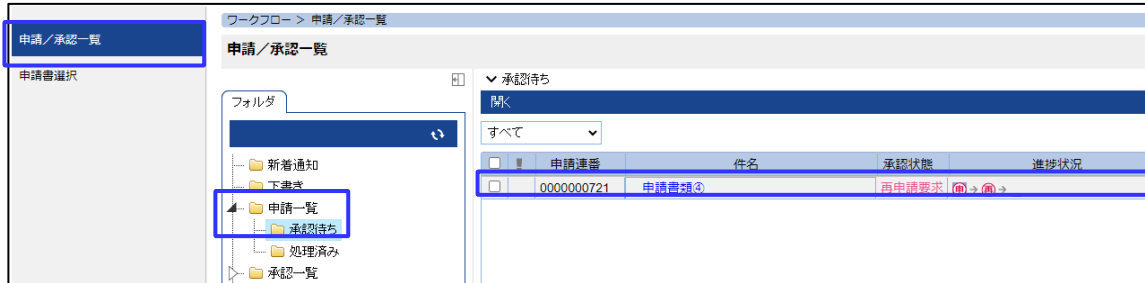 申請／承認一覧
申請書選択
ワークフロー > 申請／承認一覧
申請／承認一覧
フォルダ
新着通知
下書き
申請一覧
承認待ち
処理済み
承認一覧
承認待ち
開く
すべて
! 申請連番 件名 承認状態 進捗状況
0000000721 申請書類④ 再申請要求 申→再→